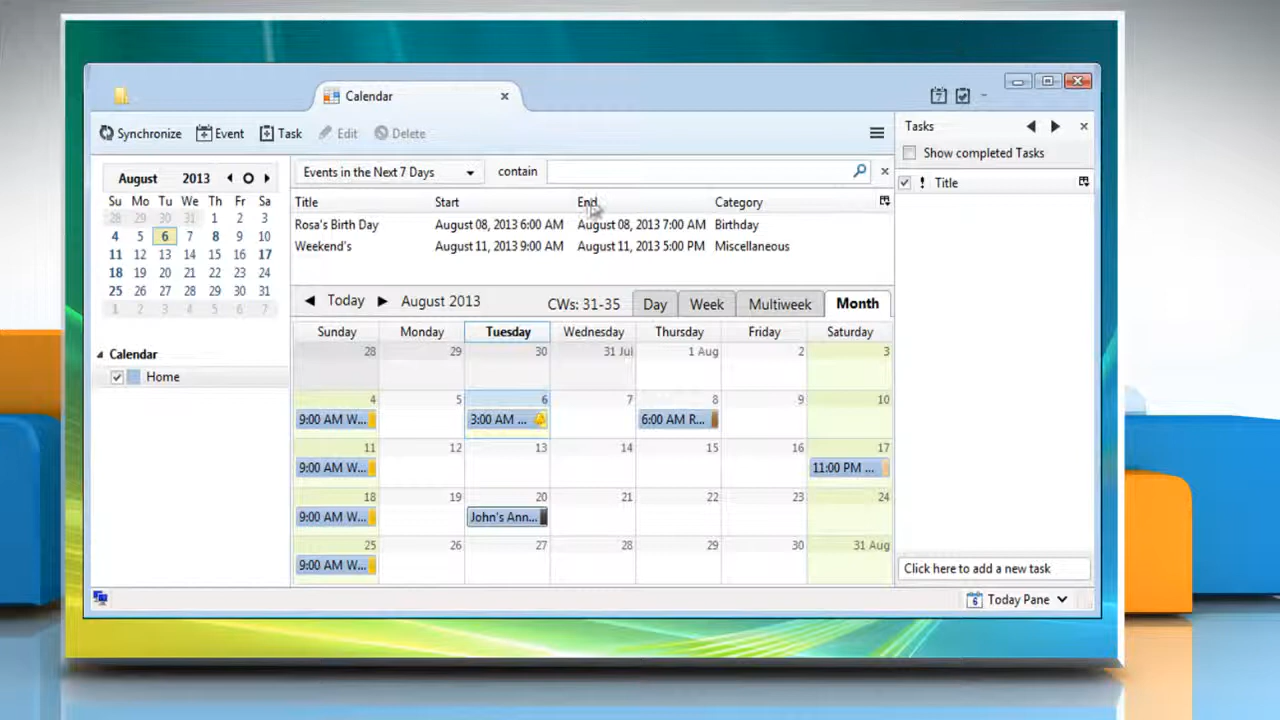 Calendar
Synchronize Event Task Edit Delete
Tasks
Show completed Tasks
! Title
August 2013
Su Mo Tu We Th Fr Sa
28 29 30 31 1 2 3
4 5 6 7 8 9 10
11 12 13 14 15 16 17
18 19 20 21 22 23 24
25 26 27 28 29 30 31
1 2 3 4 5 6 7
Calendar
Home
Events in the Next 7 Days contain
Title Start End Category
Rosa's Birth Day August 08, 2013 6:00 AM August 08, 2013 7:00 AM Birthday
Weekend's August 11, 2013 9:00 AM August 11, 2013 5:00 PM Miscellaneous
Today August 2013 CWs: 31-35 Day Week Multiweek Month
Sunday Monday Tuesday Wednesday Thursday Friday Saturday
28 29 30 31 Jul 1 Aug 2 3
4 5 6 7 8 9 10
9:00 AM W... 3:00 AM ... 6:00 AM R...
11 12 13 14 15 16 17
9:00 AM W... 11:00 PM ...
18 19 20 21 22 23 24
9:00 AM W... John's Ann...
25 26 27 28 29 30 31 Aug
9:00 AM W...
Click here to add a new task
6 Today Pane